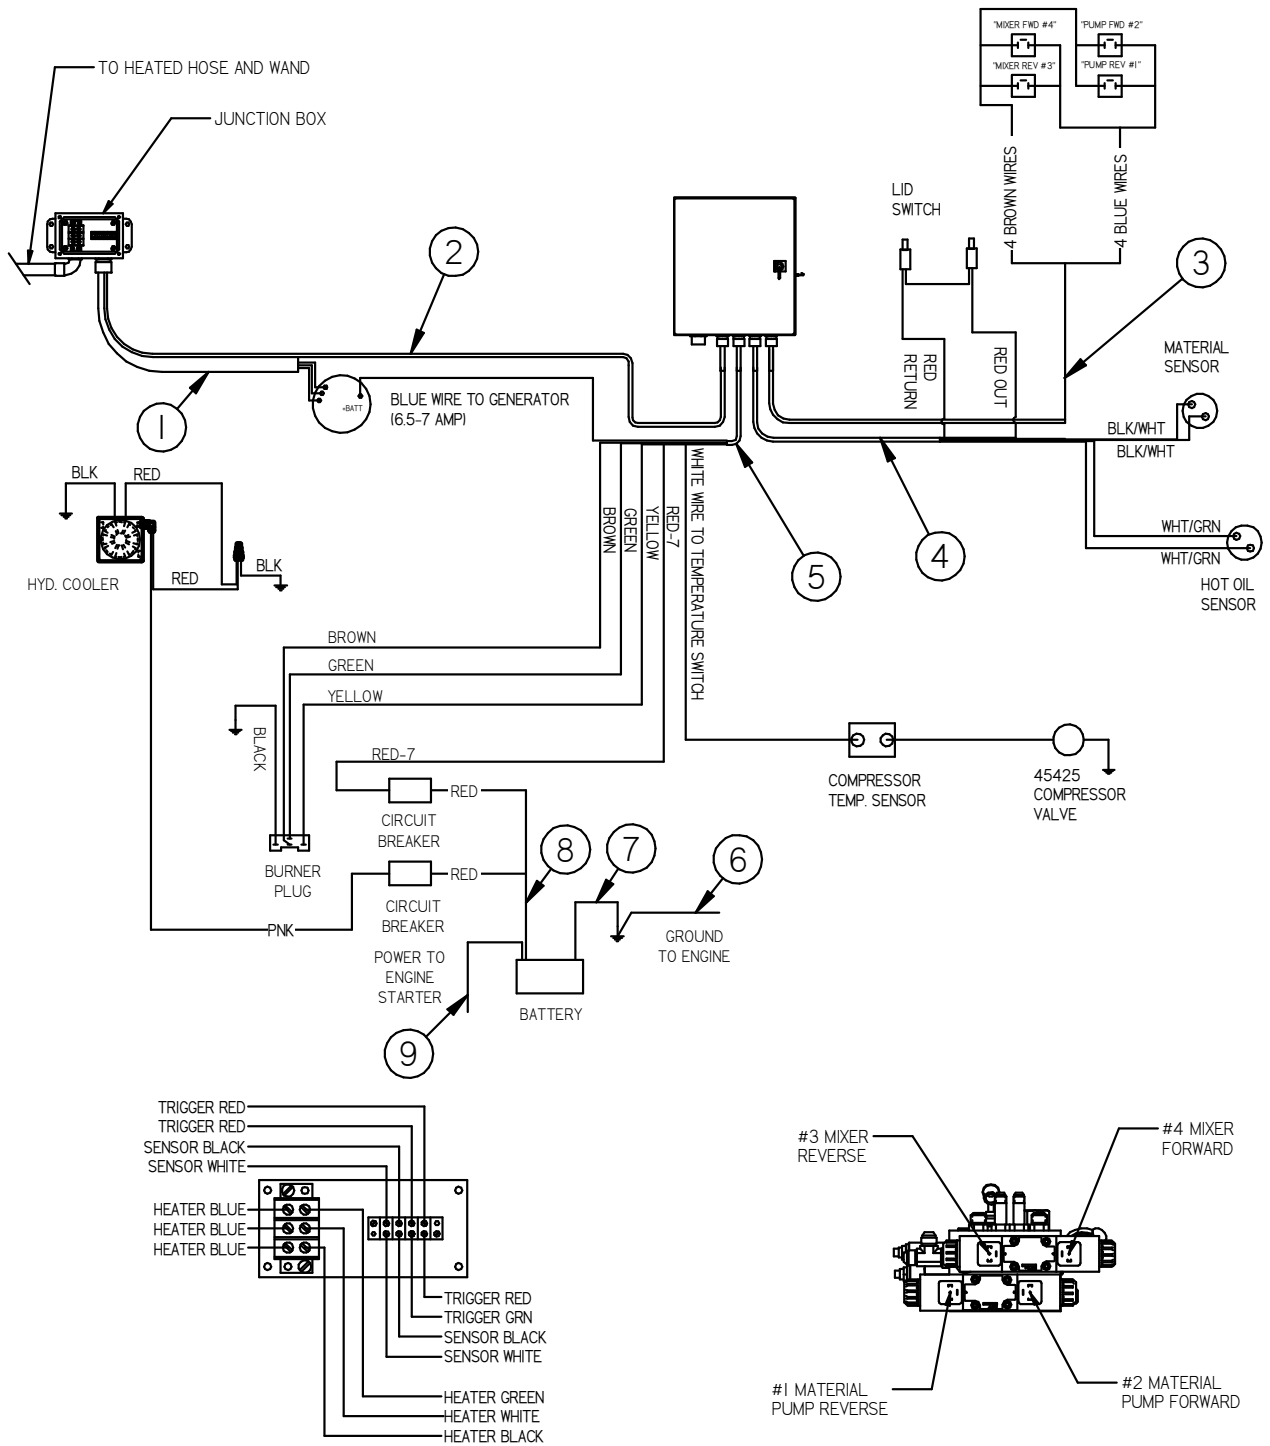 "MIXER FWD #4"
"PUMP FWD #2"
"MIXER REV #3"
"PUMP REV #1"
TO HEATED HOSE AND WAND
JUNCTION BOX
4 BROWN WIRES
4 BLUE WIRES
LID
SWITCH
2
3
MATERIAL
SENSOR
RED
RETURN
RED OUT
1
+BATT
BLUE WIRE TO GENERATOR
(6.5-7 AMP)
BLK/WHT
BLK/WHT
BLK
RED
WHITE WIRE TO TEMPERATURE SWITCH
RED-7
YELLOW
GREEN
BROWN
5
4
WHT/GRN
WHT/GRN
HOT OIL
SENSOR
HYD. COOLER
RED
BLK
BROWN
GREEN
YELLOW
BLACK
RED-7
RED
CIRCUIT
BREAKER
COMPRESSOR
TEMP. SENSOR
45425
COMPRESSOR
VALVE
BURNER
PLUG
8
7
6
RED
CIRCUIT
BREAKER
PNK
GROUND
TO ENGINE
POWER TO
ENGINE
STARTER
BATTERY
9
TRIGGER RED
TRIGGER RED
SENSOR BLACK
SENSOR WHITE
HEATER BLUE
HEATER BLUE
HEATER BLUE
TRIGGER RED
TRIGGER GRN
SENSOR BLACK
SENSOR WHITE
HEATER GREEN
HEATER WHITE
HEATER BLACK
#3 MIXER
REVERSE
#4 MIXER
FORWARD
#1 MATERIAL
PUMP REVERSE
#2 MATERIAL
PUMP FORWARD